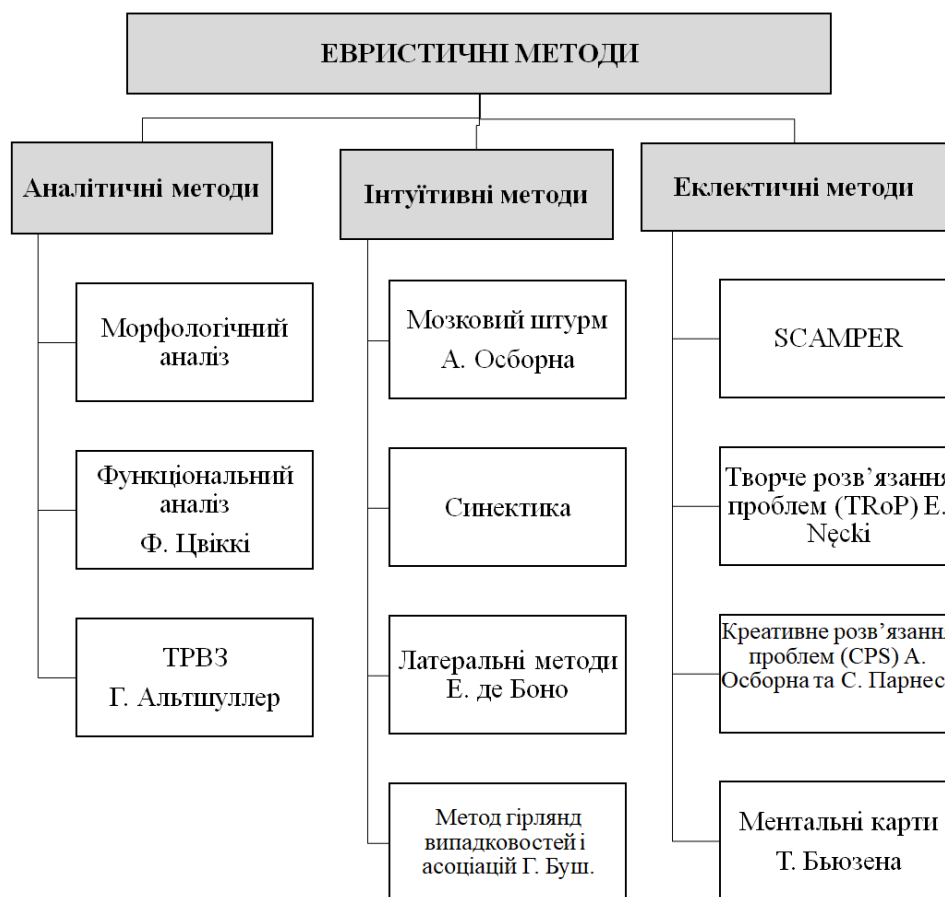 ЕВРИСТИЧНІ МЕТОДИ
Аналітичні методи
Морфологічний
аналіз
Функціональний
аналіз
Ф. Цвіккі
ТРВЗ
Г. Альтшуллер
Інтуїтивні методи
Мозковий штурм
А. Осборна
Синектика
Латеральні методи
Е. де Боно
Метод гірлянд
випадковостей і
асоціацій Г. Буш.
Еклектичні методи
SCAMPER
Творче розв’язання
проблем (TRoP) E.
Nęcki
Креативне розв’язання
проблем (CPS) А.
Осборна та С. Парнес
Ментальні карти
Т. Бьюзена